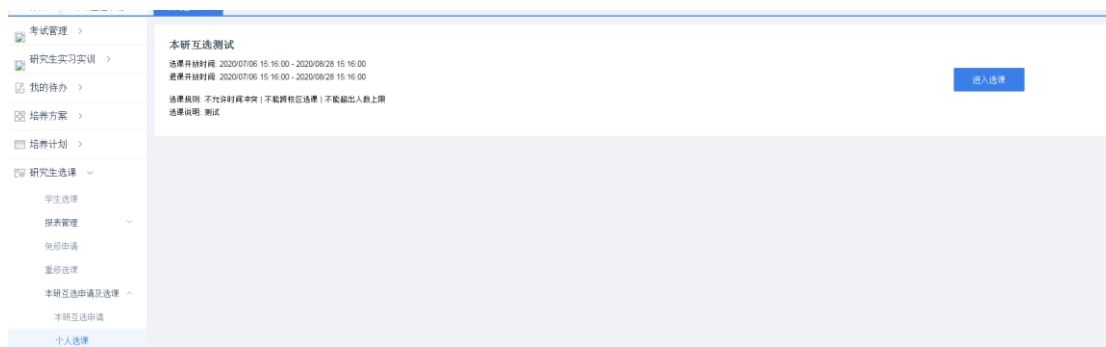 考试管理
研究生实习实训
我的待办
培养方案
培养计划
研究生选课
学生选课
报表管理
免修申请
重修选课
本研互选申请及选课
本研互选申请
个人选课
本研互选测试
选课开放时间: 2020/07/06 15:16:00 - 2020/08/28 15:16:00
退课开放时间: 2020/07/06 15:16:00 - 2020/08/28 15:16:00
选课规则: 不允许时间冲突 | 不能跨校区选课 | 不能超出人数上限
选课说明: 测试
进入选课